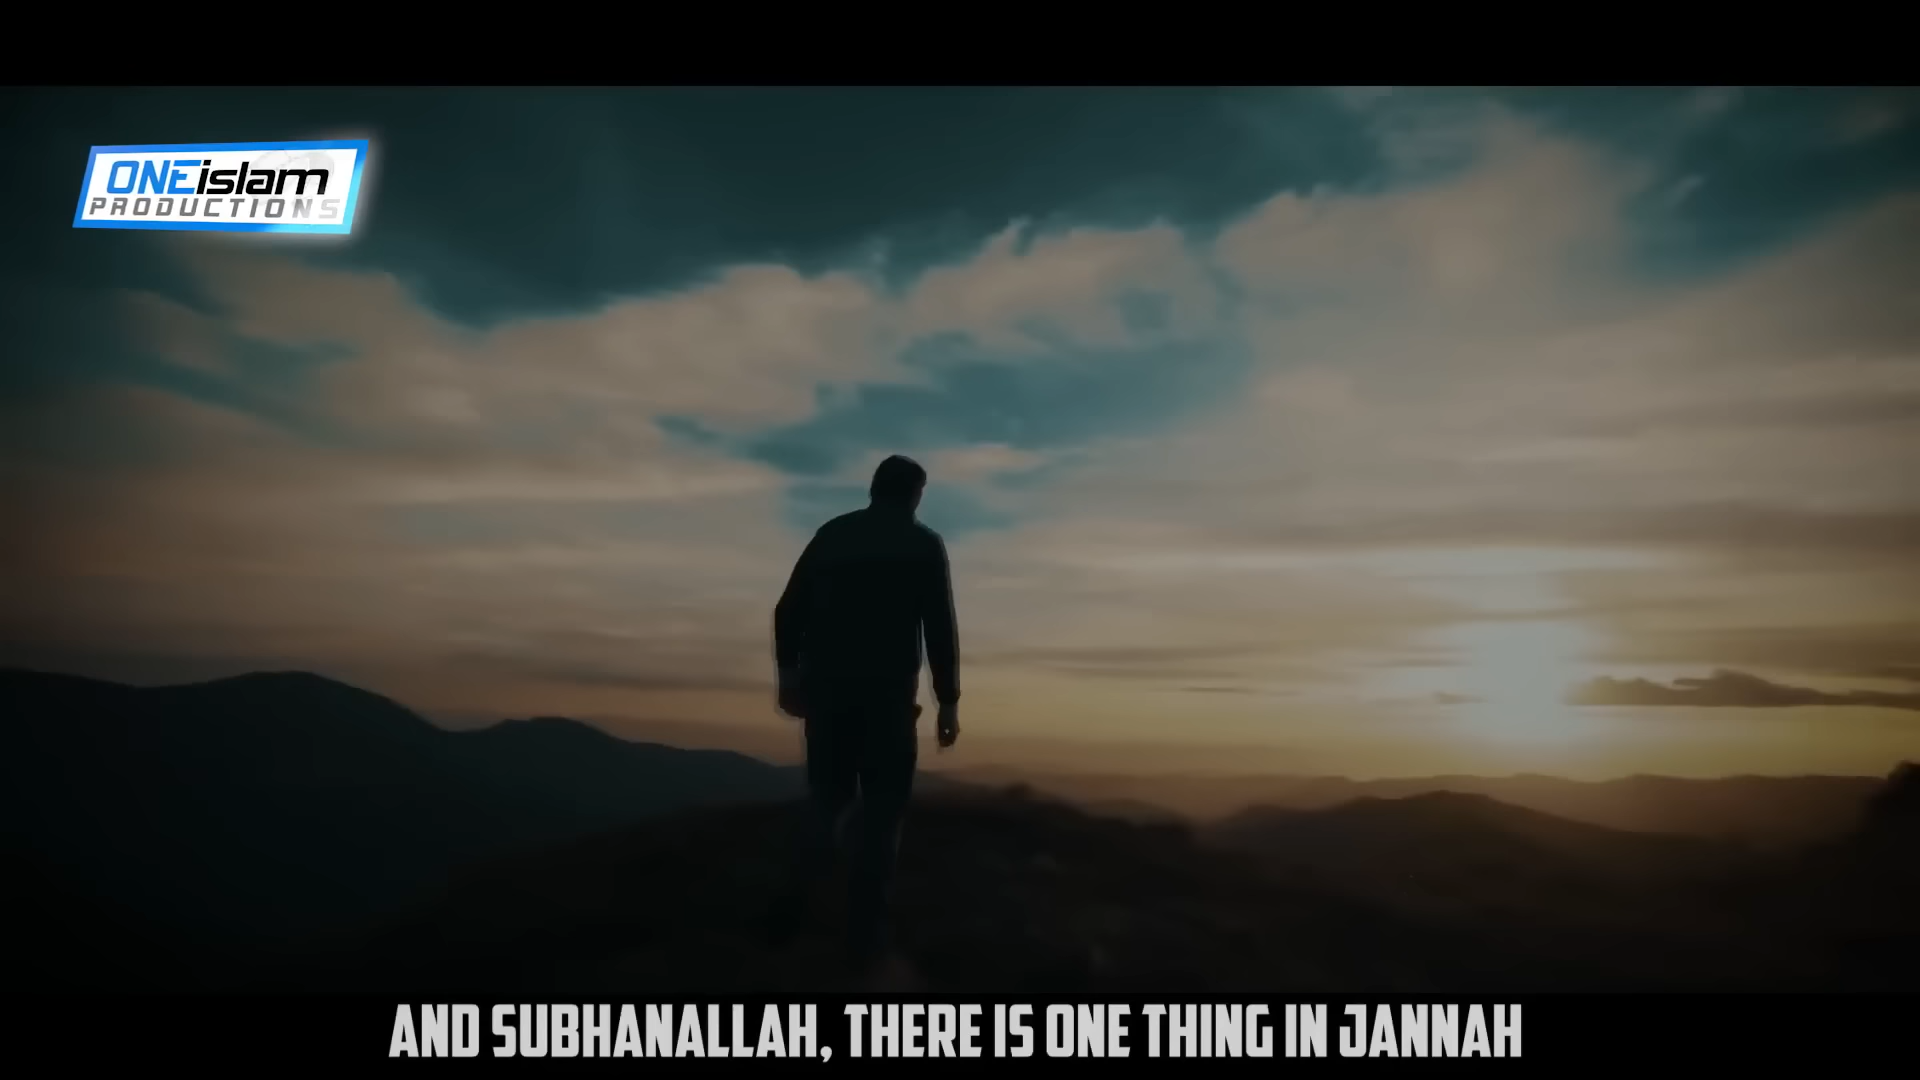 ONEislam
PRODUCTIONS
AND SUBHANALLAH, THERE IS ONE THING IN JANNAH